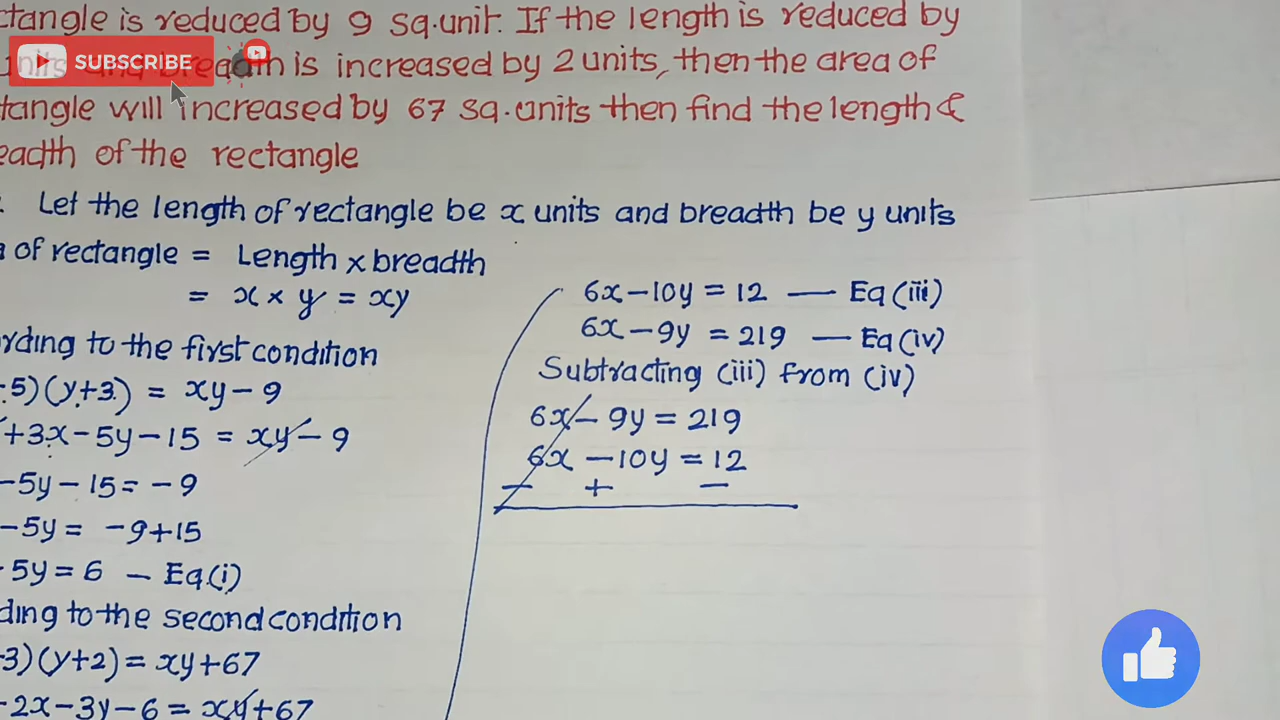 ctangle is reduced by 9 sq.unit. If the length is reduced by
units and breadth is increased by 2 units, then the area of
SUBSCRIBE
tangle will increased by 67 sq.units then find the length &
eadth of the rectangle
. Let the length of rectangle be x units and breadth be y units
a of rectangle = Length × breadth
= x × y = xy
ording to the first condition
-5)(y+3) = xy - 9
+3x - 5y - 15 = xy - 9
-5y - 15 = -9
-5y = -9+15
- 5y = 6 — Eq.(i)
ding to the second condition
-3)(y+2) = xy+67
-2x - 3y - 6 = xy+67
6x - 10y = 12 — Eq (iii)
6x - 9y = 219 — Eq (iv)
Subtracting (iii) from (iv)
6x - 9y = 219
6x - 10y = 12
- + -